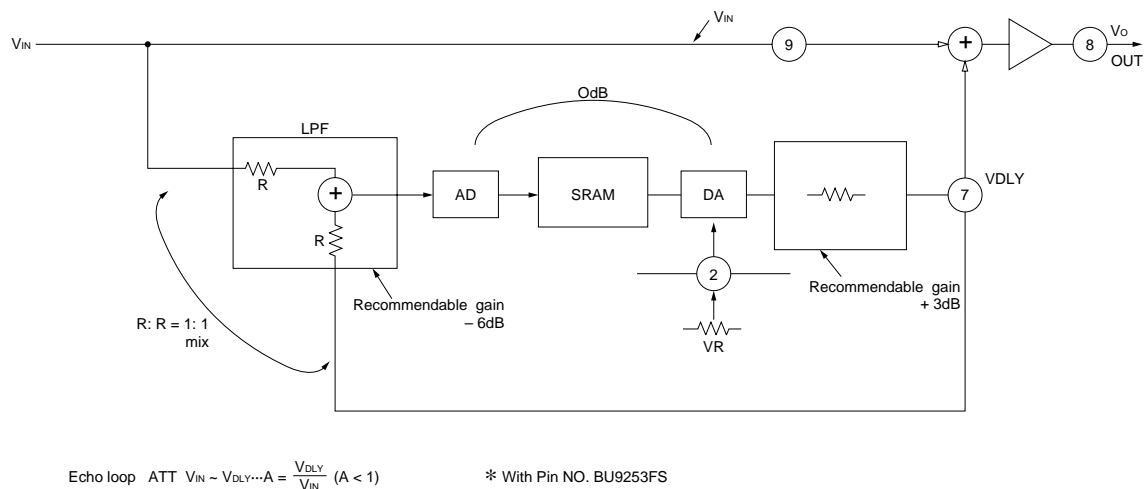 VIN
VIN
9
+
8
VO
OUT
OdB
LPF
R
+
R
AD
SRAM
DA
7
VDLY
2
VR
Recommendable gain
– 6dB
Recommendable gain
+ 3dB
R: R = 1: 1
mix
Echo loop ATT VIN ~ VDLY···A = VDLY / VIN (A < 1)
* With Pin NO. BU9253FS